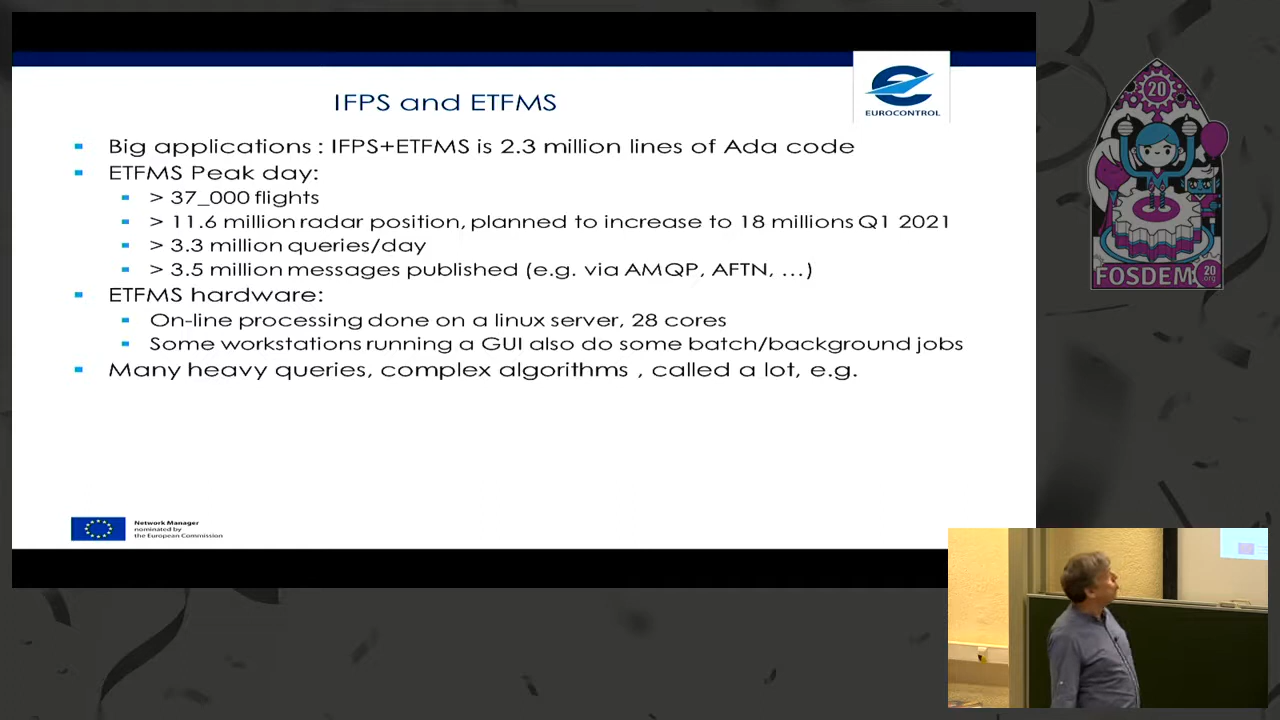 IFPS and ETFMS
EUROCONTROL
Big applications : IFPS+ETFMS is 2.3 million lines of Ada code
ETFMS Peak day:
> 37_000 flights
> 11.6 million radar position, planned to increase to 18 millions Q1 2021
> 3.3 million queries/day
> 3.5 million messages published (e.g. via AMQP, AFTN, …)
ETFMS hardware:
On-line processing done on a linux server, 28 cores
Some workstations running a GUI also do some batch/background jobs
Many heavy queries, complex algorithms , called a lot, e.g.
Network Manager
nominated by
the European Commission
20
FOSDEM
20
.org